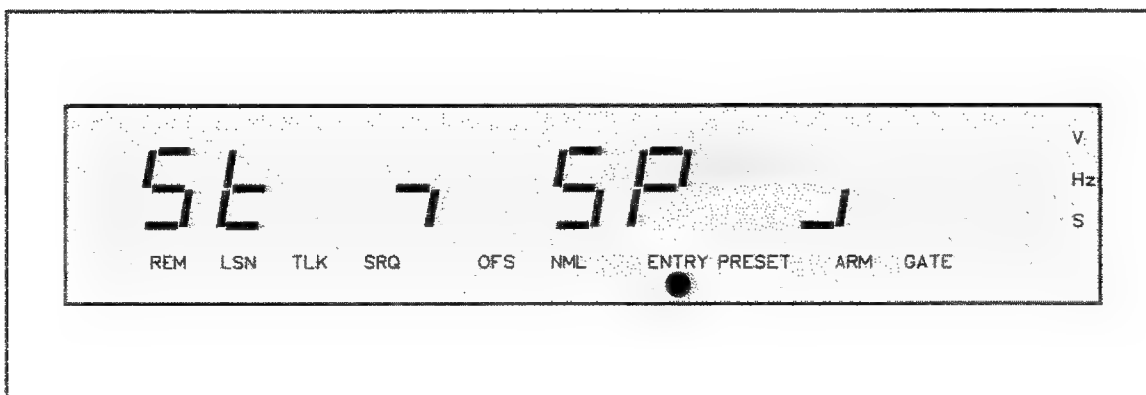 St ㄱ SP ┘
V
Hz
S
REM LSN TLK SRQ OFS NML ENTRY PRESET ARM GATE